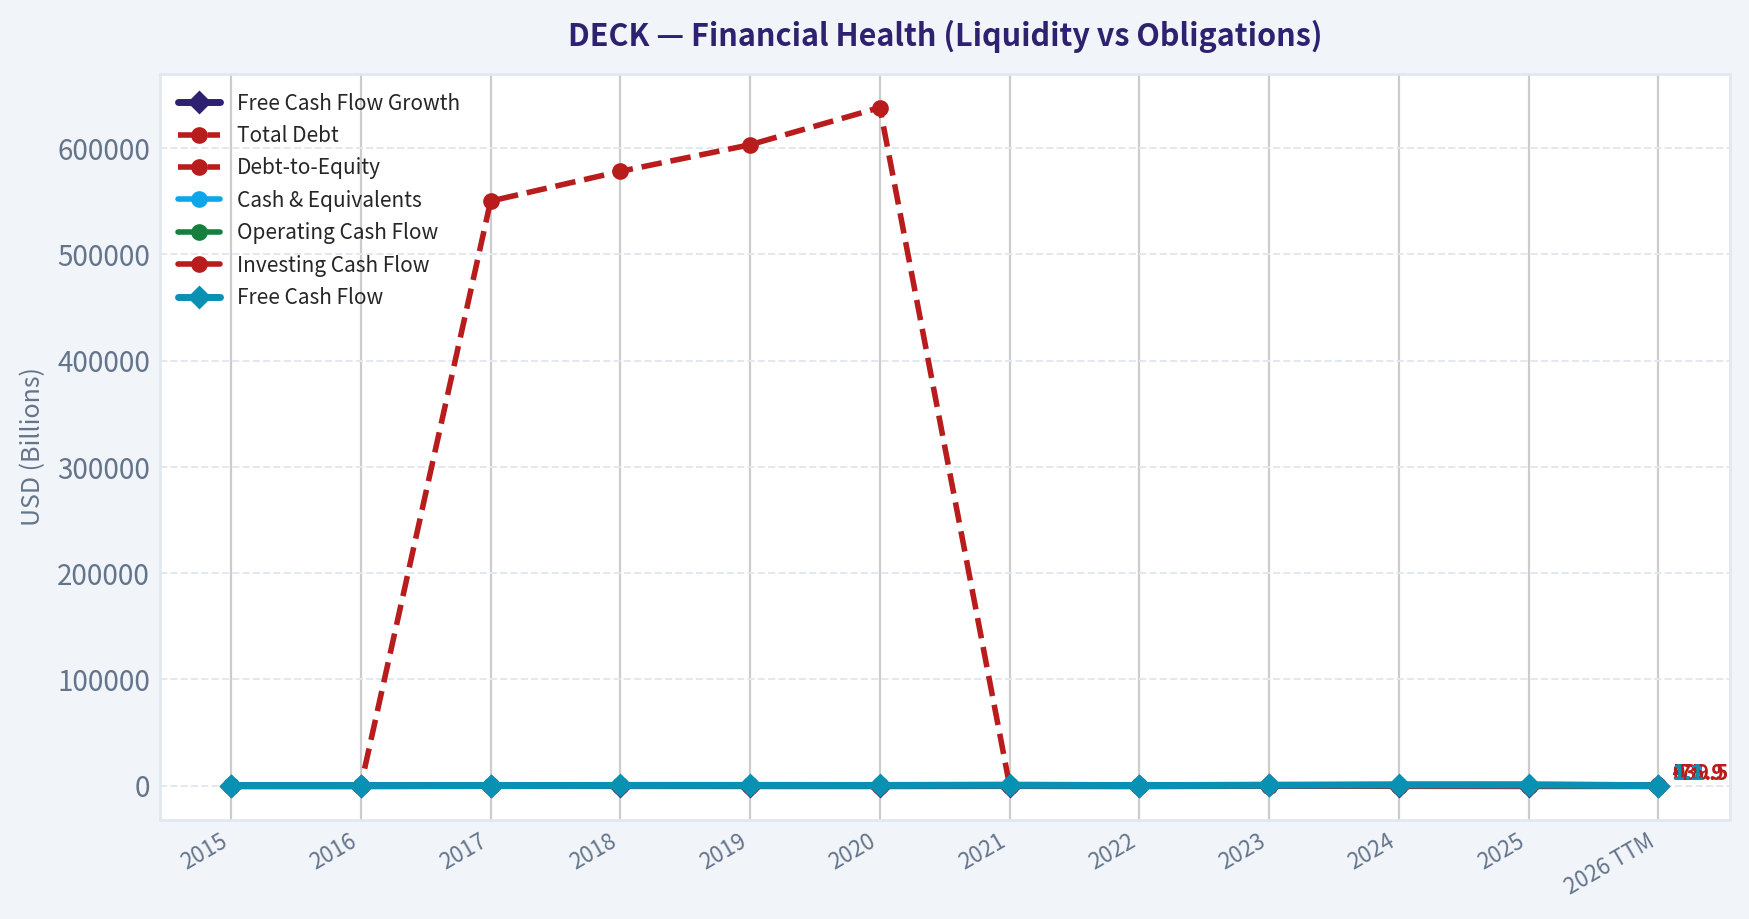 DECK — Financial Health (Liquidity vs Obligations)
Free Cash Flow Growth
Total Debt
Debt-to-Equity
Cash & Equivalents
Operating Cash Flow
Investing Cash Flow
Free Cash Flow
USD (Billions)
600000
500000
400000
300000
200000
100000
0
2015
2016
2017
2018
2019
2020
2021
2022
2023
2024
2025
2026 TTM